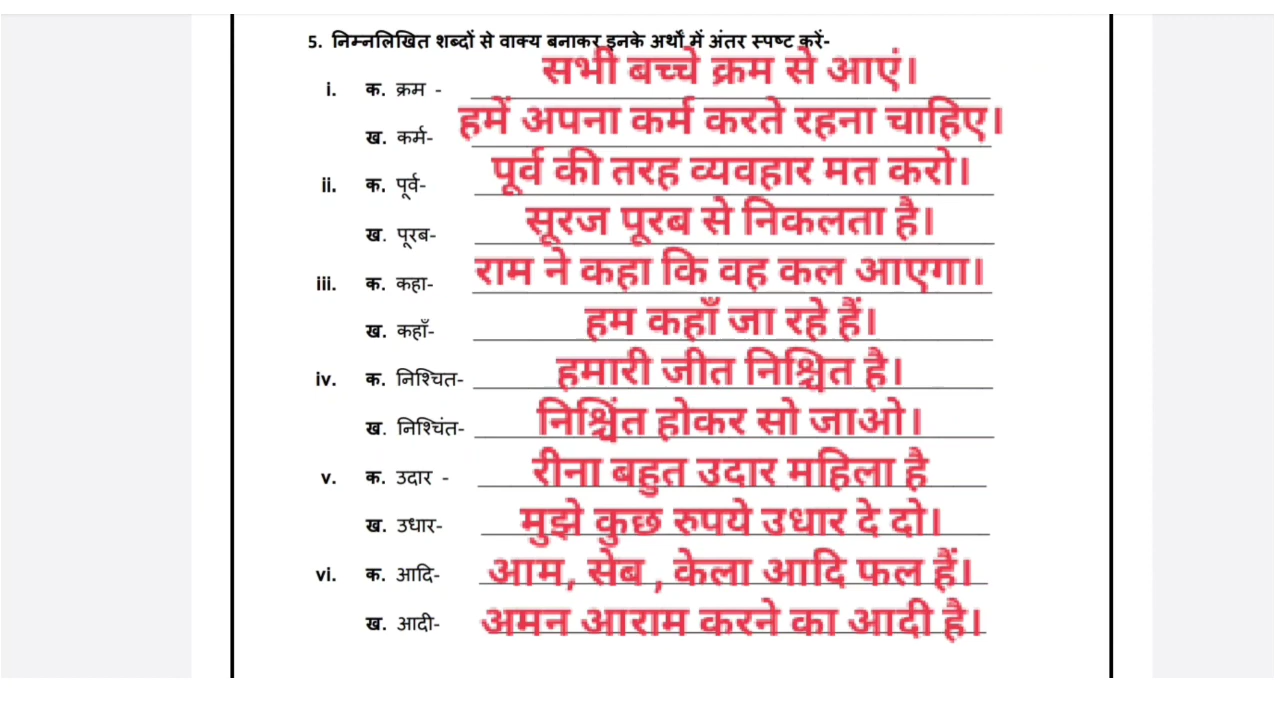 5. निम्नलिखित शब्दों से वाक्य बनाकर इनके अर्थों में अंतर स्पष्ट करें-
i. क. क्रम - सभी बच्चे क्रम से आएं।
ख. कर्म- हमें अपना कर्म करते रहना चाहिए।
ii. क. पूर्व- पूर्व की तरह व्यवहार मत करो।
ख. पूरब- सूरज पूरब से निकलता है।
iii. क. कहा- राम ने कहा कि वह कल आएगा।
ख. कहाँ- हम कहाँ जा रहे हैं।
iv. क. निश्चित- हमारी जीत निश्चित है।
ख. निश्चिंत- निश्चिंत होकर सो जाओ।
v. क. उदार - रीना बहुत उदार महिला है
ख. उधार- मुझे कुछ रुपये उधार दे दो।
vi. क. आदि- आम, सेब , केला आदि फल हैं।
ख. आदी- अमन आराम करने का आदी है।